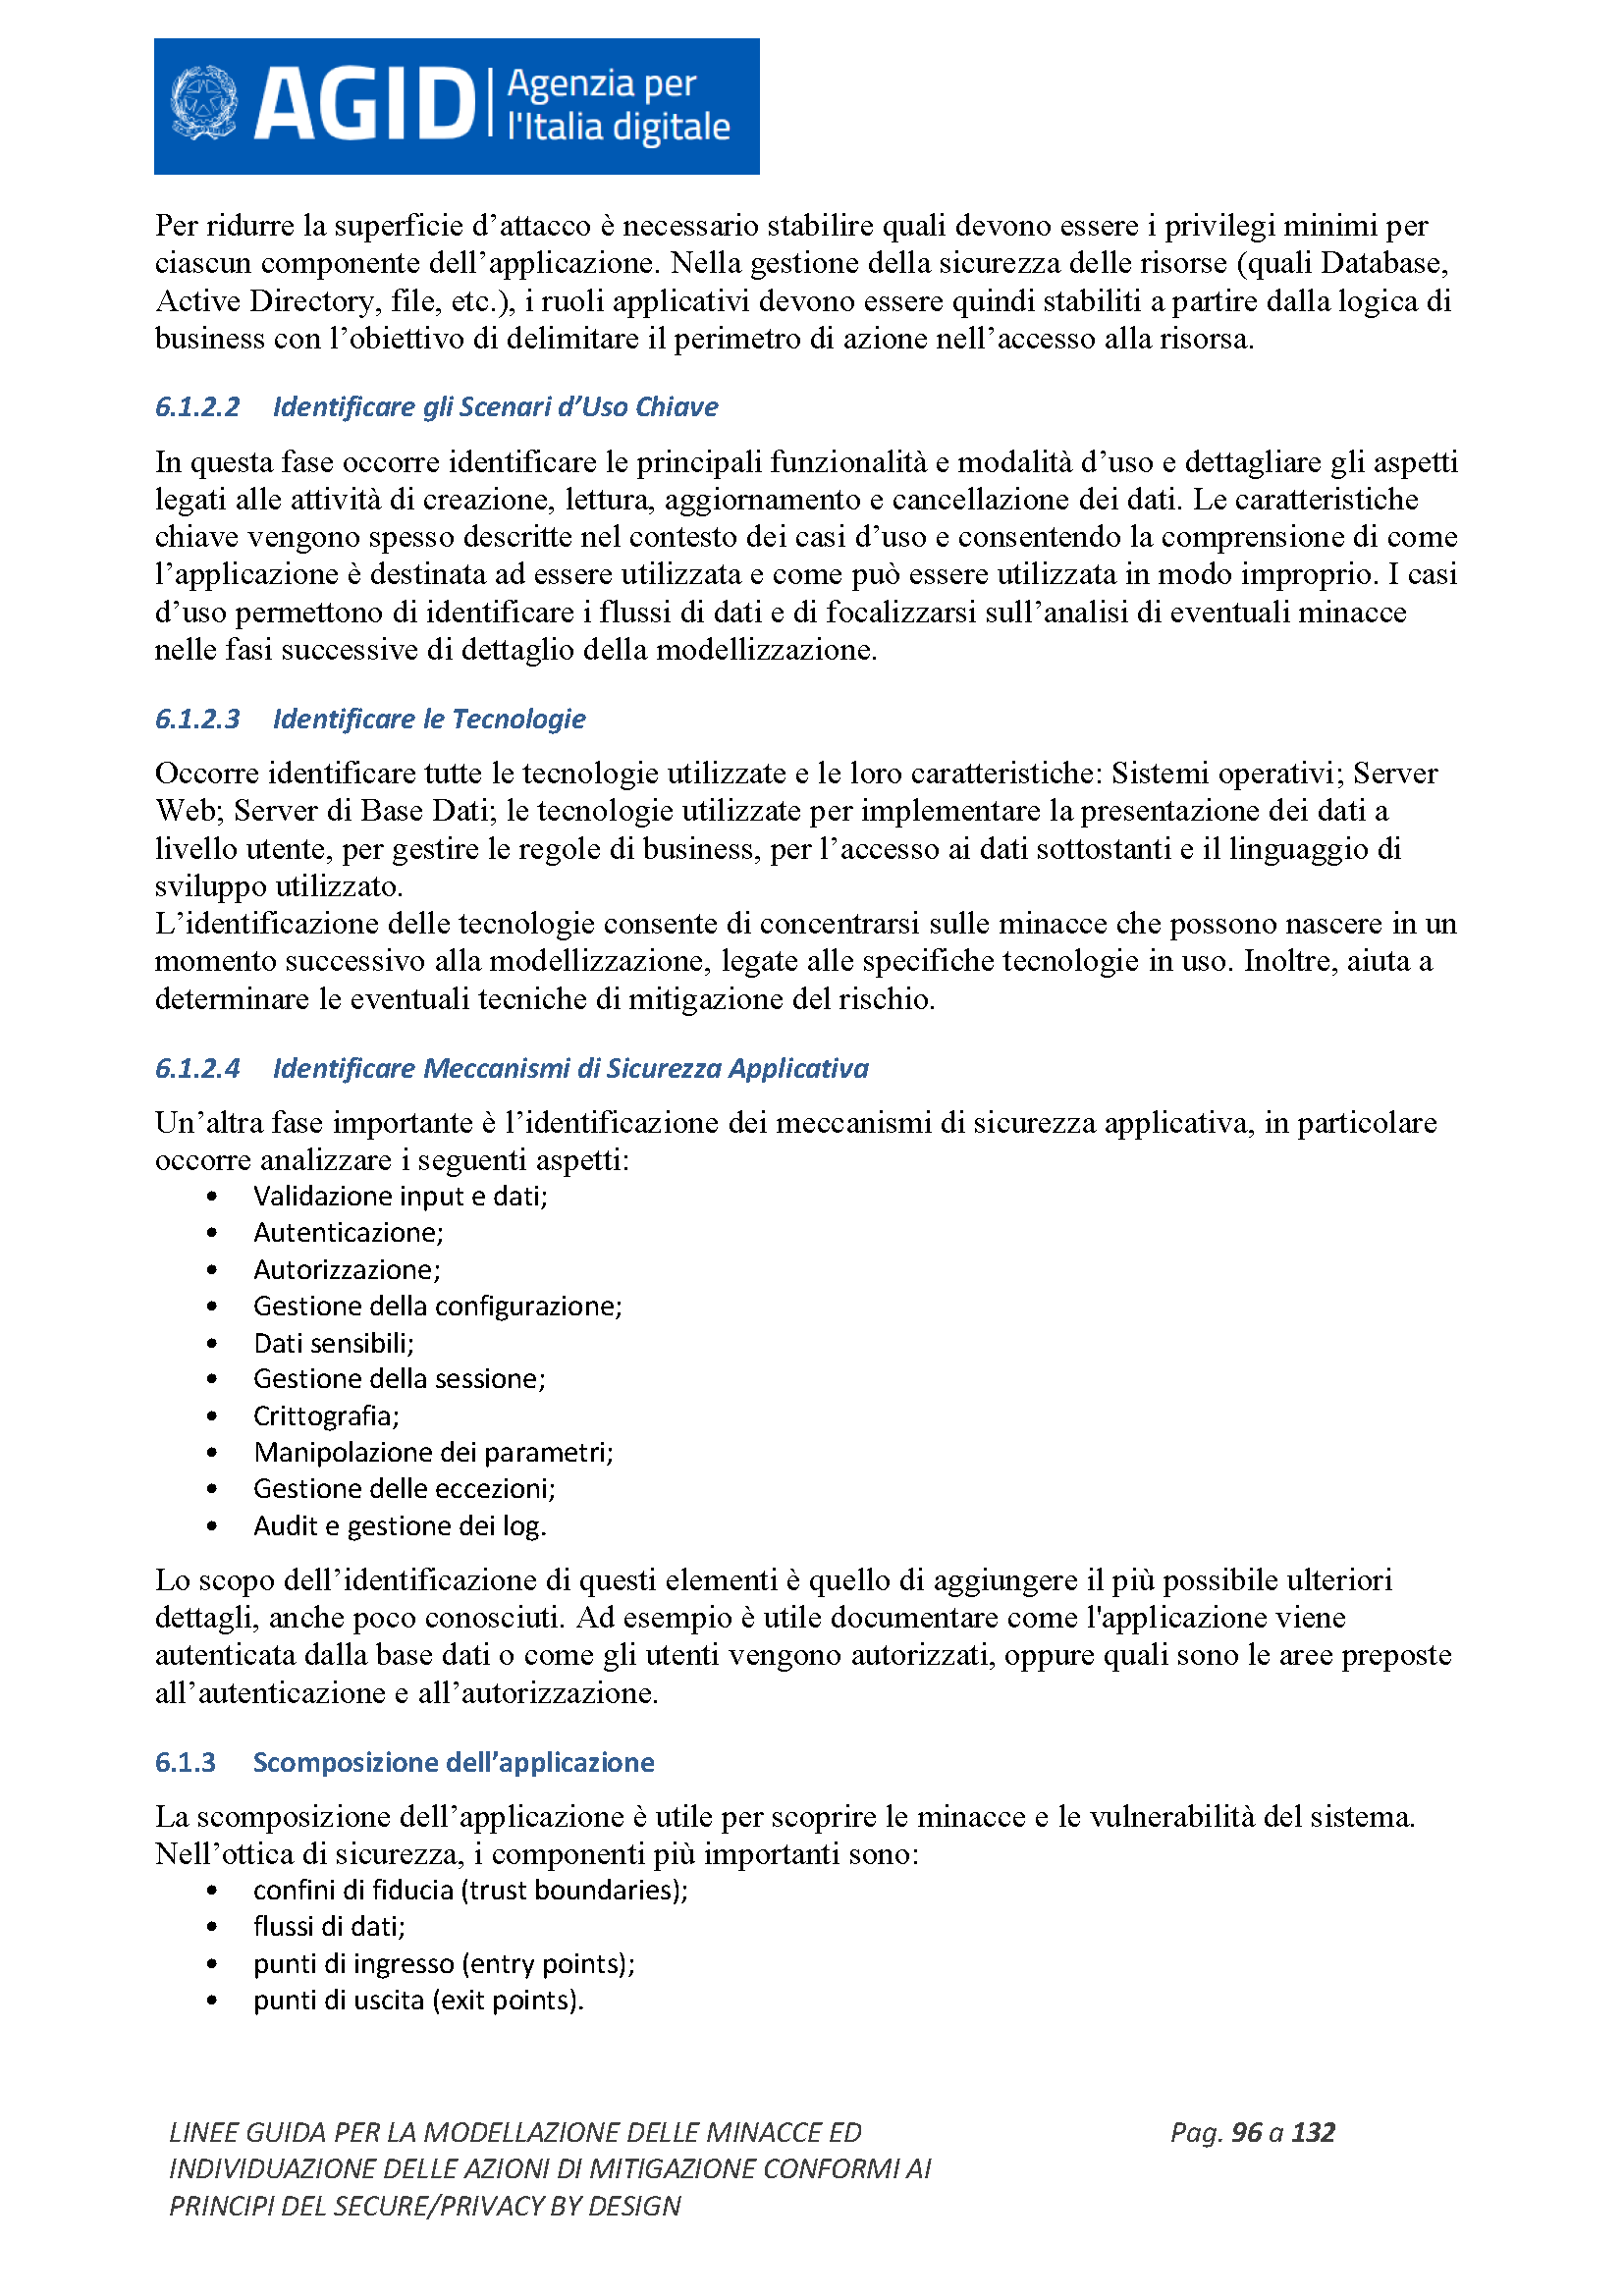 AGID
Agenzia per
l'Italia digitale
Per ridurre la superficie d’attacco è necessario stabilire quali devono essere i privilegi minimi per
ciascun componente dell’applicazione. Nella gestione della sicurezza delle risorse (quali Database,
Active Directory, file, etc.), i ruoli applicativi devono essere quindi stabiliti a partire dalla logica di
business con l’obiettivo di delimitare il perimetro di azione nell’accesso alla risorsa.
6.1.2.2 Identificare gli Scenari d’Uso Chiave
In questa fase occorre identificare le principali funzionalità e modalità d’uso e dettagliare gli aspetti
legati alle attività di creazione, lettura, aggiornamento e cancellazione dei dati. Le caratteristiche
chiave vengono spesso descritte nel contesto dei casi d’uso e consentendo la comprensione di come
l’applicazione è destinata ad essere utilizzata e come può essere utilizzata in modo improprio. I casi
d’uso permettono di identificare i flussi di dati e di focalizzarsi sull’analisi di eventuali minacce
nelle fasi successive di dettaglio della modellizzazione.
6.1.2.3 Identificare le Tecnologie
Occorre identificare tutte le tecnologie utilizzate e le loro caratteristiche: Sistemi operativi; Server
Web; Server di Base Dati; le tecnologie utilizzate per implementare la presentazione dei dati a
livello utente, per gestire le regole di business, per l’accesso ai dati sottostanti e il linguaggio di
sviluppo utilizzato.
L’identificazione delle tecnologie consente di concentrarsi sulle minacce che possono nascere in un
momento successivo alla modellizzazione, legate alle specifiche tecnologie in uso. Inoltre, aiuta a
determinare le eventuali tecniche di mitigazione del rischio.
6.1.2.4 Identificare Meccanismi di Sicurezza Applicativa
Un’altra fase importante è l’identificazione dei meccanismi di sicurezza applicativa, in particolare
occorre analizzare i seguenti aspetti:
• Validazione input e dati;
• Autenticazione;
• Autorizzazione;
• Gestione della configurazione;
• Dati sensibili;
• Gestione della sessione;
• Crittografia;
• Manipolazione dei parametri;
• Gestione delle eccezioni;
• Audit e gestione dei log.
Lo scopo dell’identificazione di questi elementi è quello di aggiungere il più possibile ulteriori
dettagli, anche poco conosciuti. Ad esempio è utile documentare come l'applicazione viene
autenticata dalla base dati o come gli utenti vengono autorizzati, oppure quali sono le aree preposte
all’autenticazione e all’autorizzazione.
6.1.3 Scomposizione dell’applicazione
La scomposizione dell’applicazione è utile per scoprire le minacce e le vulnerabilità del sistema.
Nell’ottica di sicurezza, i componenti più importanti sono:
• confini di fiducia (trust boundaries);
• flussi di dati;
• punti di ingresso (entry points);
• punti di uscita (exit points).
LINEE GUIDA PER LA MODELLAZIONE DELLE MINACCE ED
INDIVIDUAZIONE DELLE AZIONI DI MITIGAZIONE CONFORMI AI
PRINCIPI DEL SECURE/PRIVACY BY DESIGN
Pag. 96 a 132